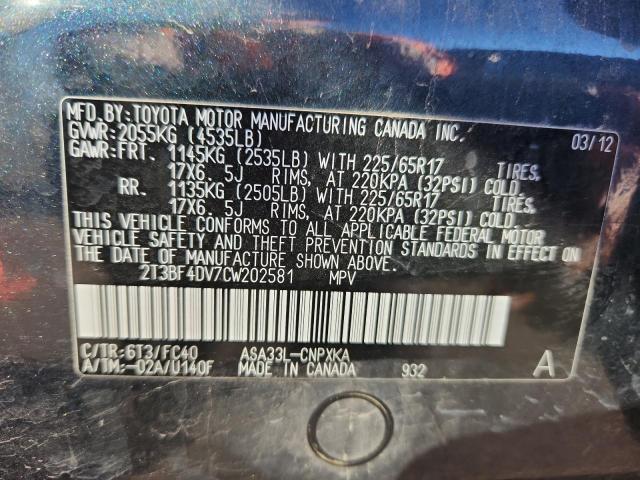 MFD. BY: TOYOTA MOTOR MANUFACTURING CANADA INC.
GVWR: 2055KG (4535LB) 03/12
GAWR: FRT. 1145KG (2535LB) WITH 225/65R17 TIRES,
17X6. 5J RIMS, AT 220KPA (32PSI) COLD.
RR. 1135KG (2505LB) WITH 225/65R17 TIRES,
17X6. 5J RIMS, AT 220KPA (32PSI) COLD.
THIS VEHICLE CONFORMS TO ALL APPLICABLE FEDERAL MOTOR
VEHICLE SAFETY AND THEFT PREVENTION STANDARDS IN EFFECT ON
THE DATE OF MANUFACTURE SHOWN ABOVE.
2T3BF4DV7CW202581 MPV
C/TR: 6T3/FC40 ASA33L-CNPXKA
A/TM: -02A/U140F MADE IN CANADA 932 A